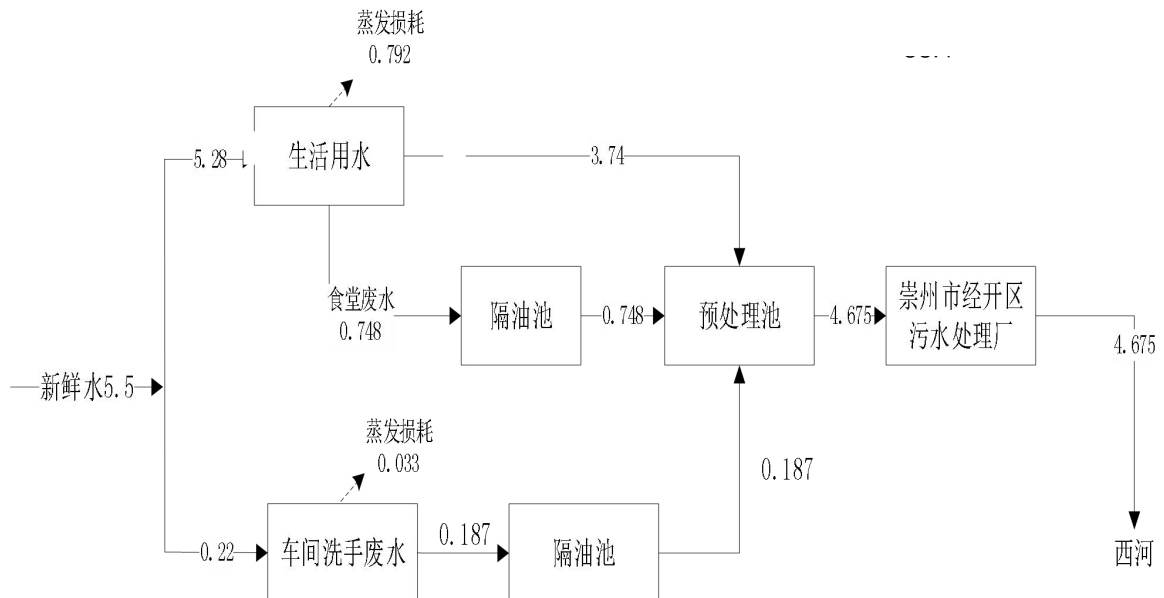 蒸发损耗
0.792
5.28
生活用水
3.74
食堂废水
0.748
隔油池
0.748
预处理池
4.675
崇州市经开区
污水处理厂
4.675
新鲜水5.5
蒸发损耗
0.033
0.187
0.22
车间洗手废水
0.187
隔油池
西河